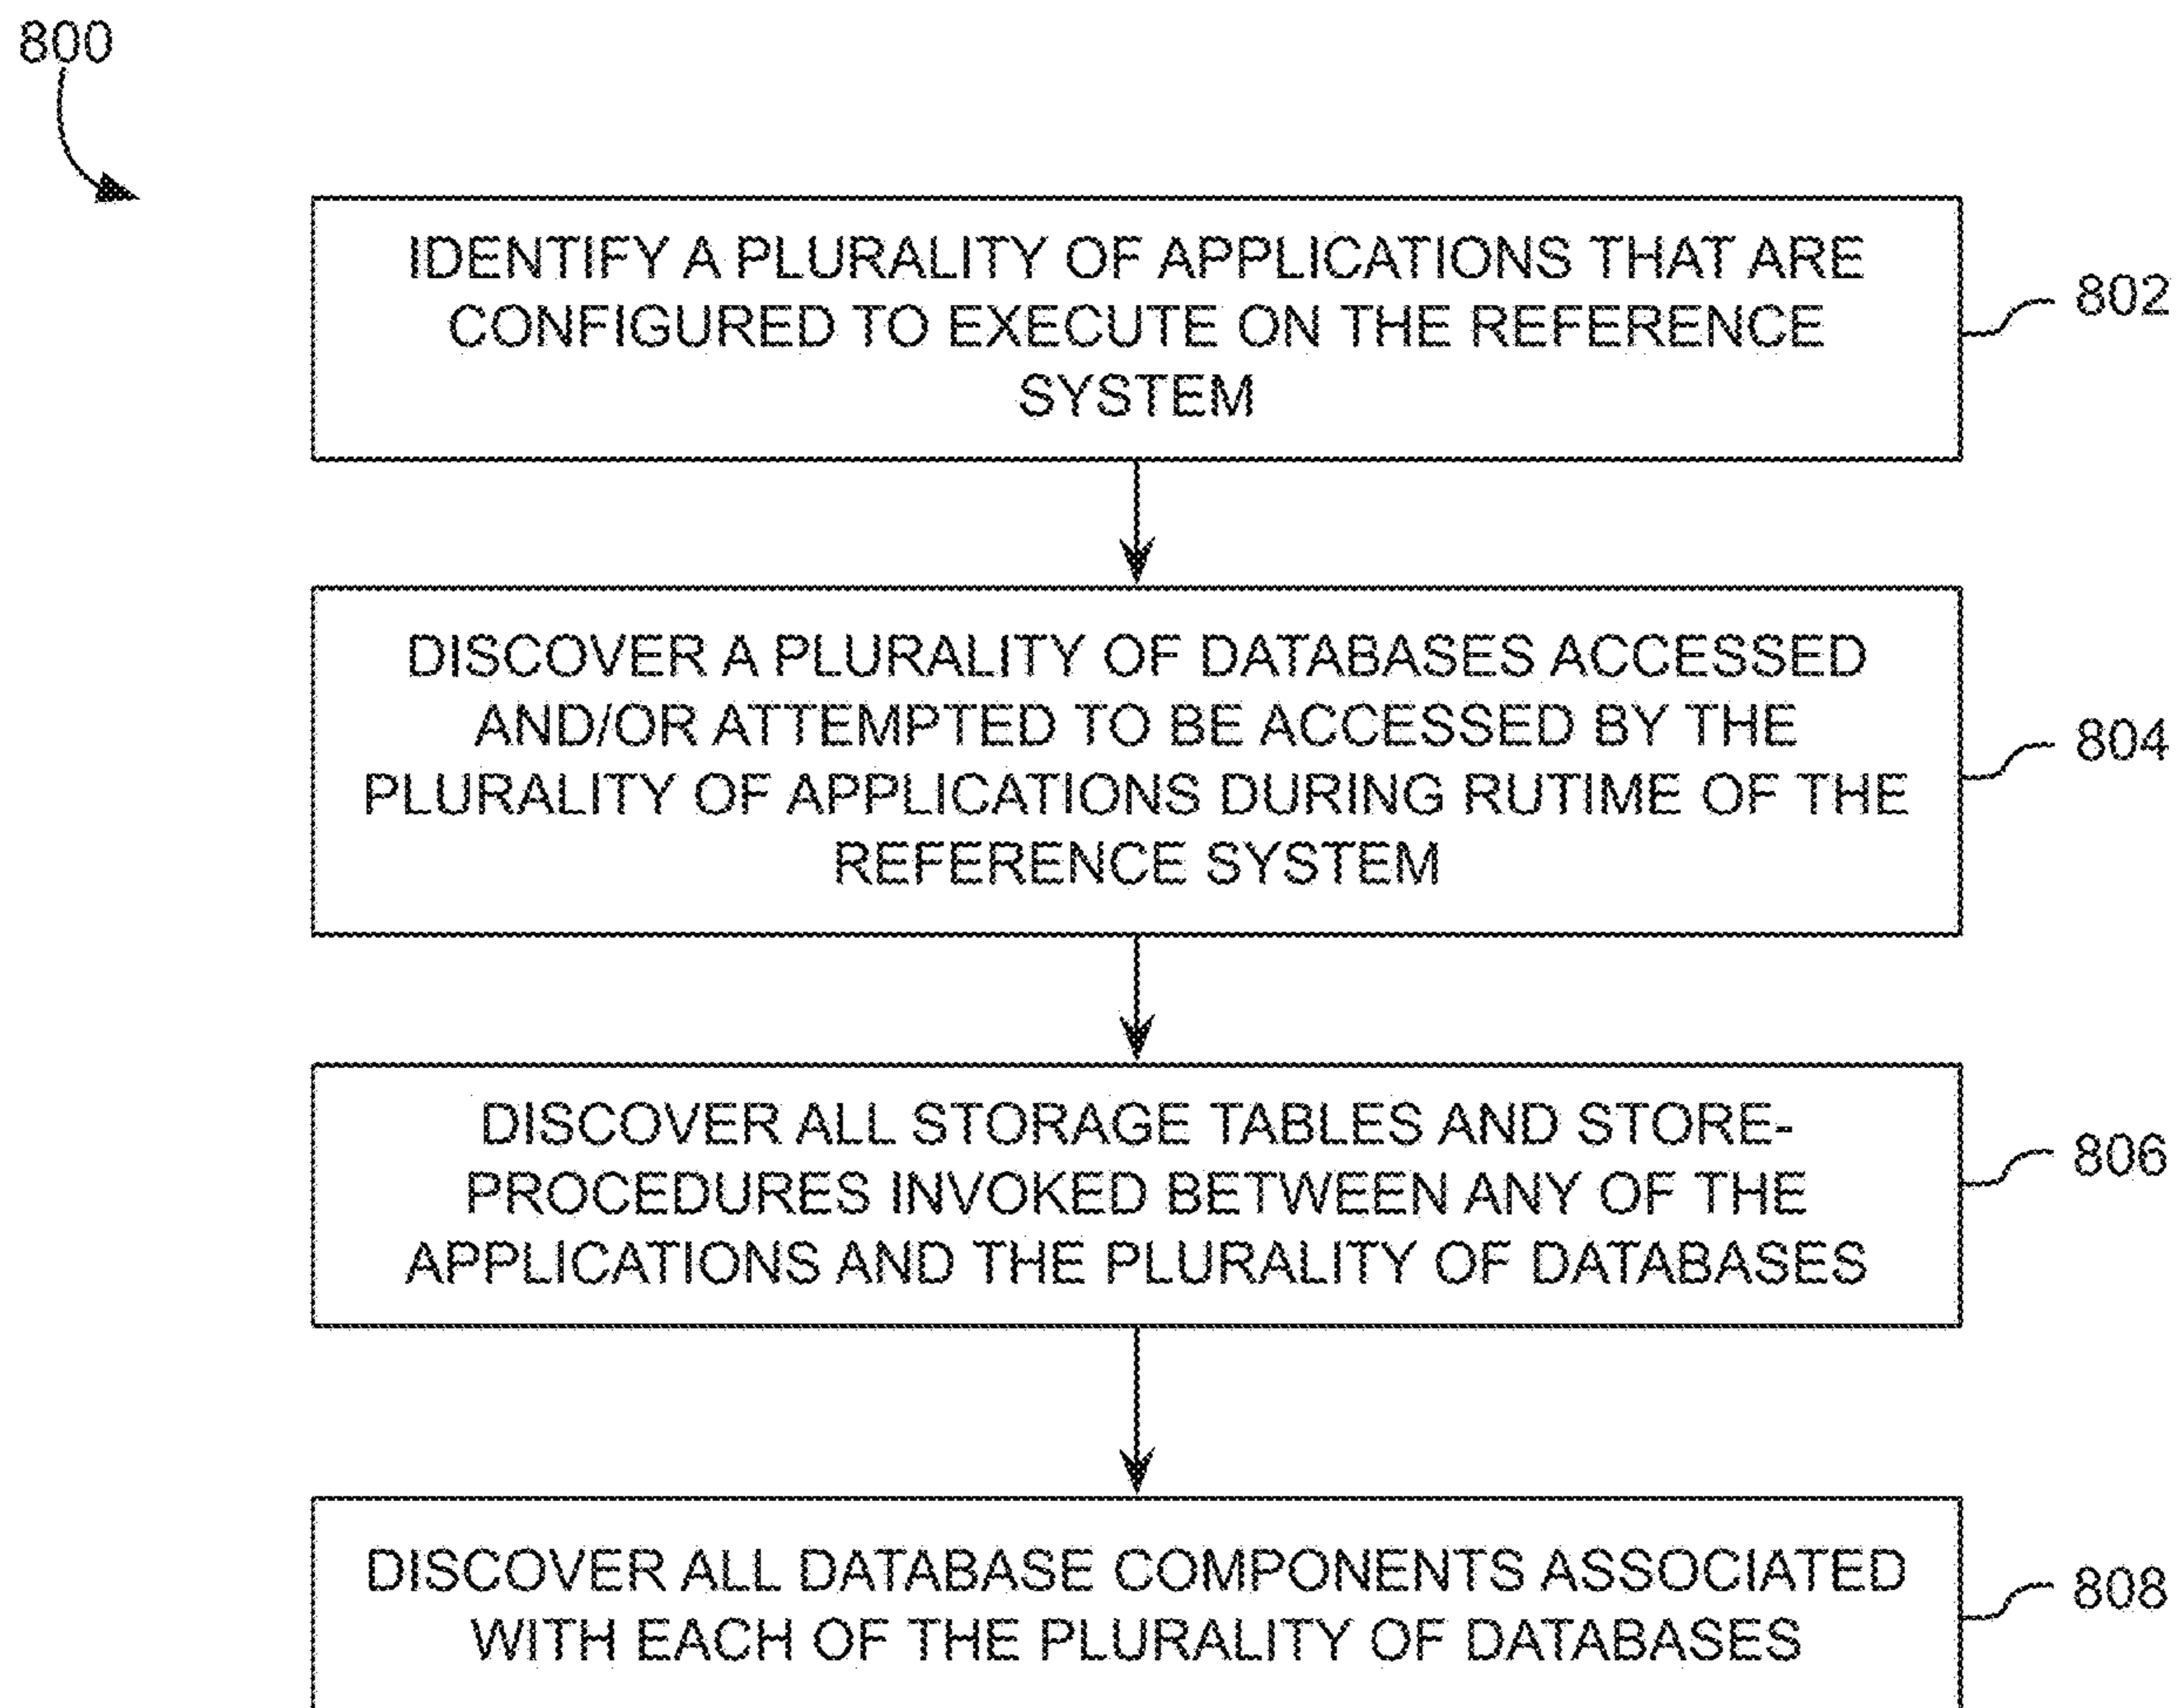 800
IDENTIFY A PLURALITY OF APPLICATIONS THAT ARE
CONFIGURED TO EXECUTE ON THE REFERENCE
SYSTEM
802
DISCOVER A PLURALITY OF DATABASES ACCESSED
AND/OR ATTEMPTED TO BE ACCESSED BY THE
PLURALITY OF APPLICATIONS DURING RUTIME OF THE
REFERENCE SYSTEM
804
DISCOVER ALL STORAGE TABLES AND STORE-
PROCEDURES INVOKED BETWEEN ANY OF THE
APPLICATIONS AND THE PLURALITY OF DATABASES
806
DISCOVER ALL DATABASE COMPONENTS ASSOCIATED
WITH EACH OF THE PLURALITY OF DATABASES
808